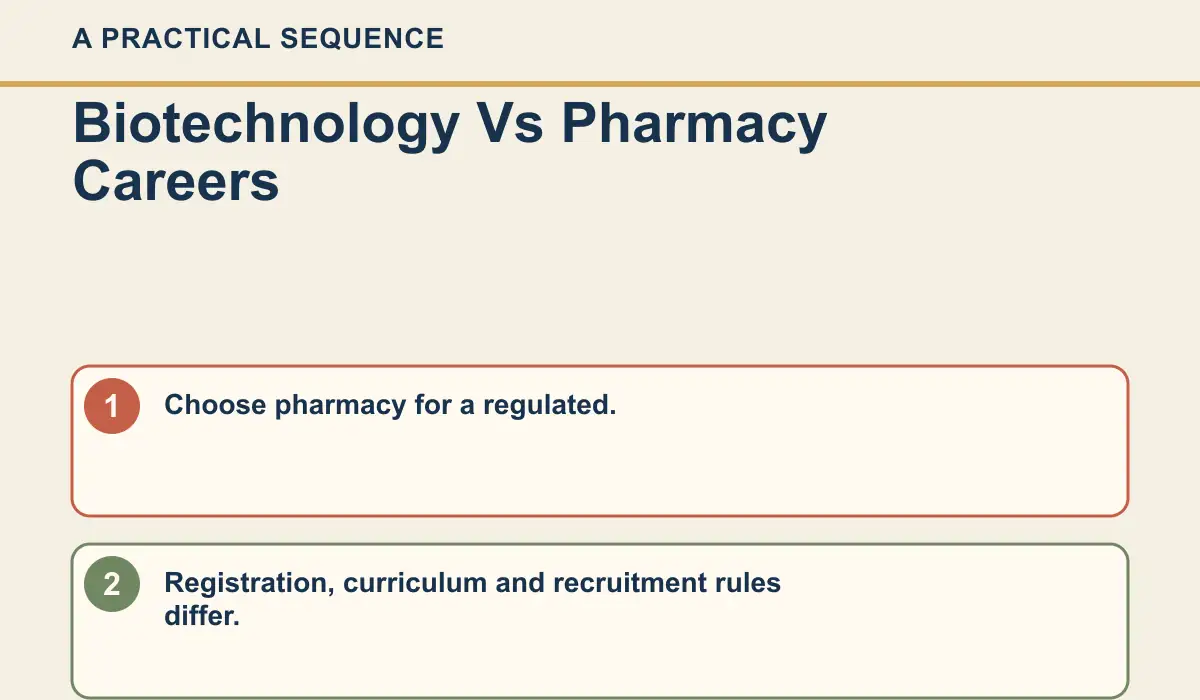 A PRACTICAL SEQUENCE
Biotechnology Vs Pharmacy
Careers
1
Choose pharmacy for a regulated.
2
Registration, curriculum and recruitment rules
differ.